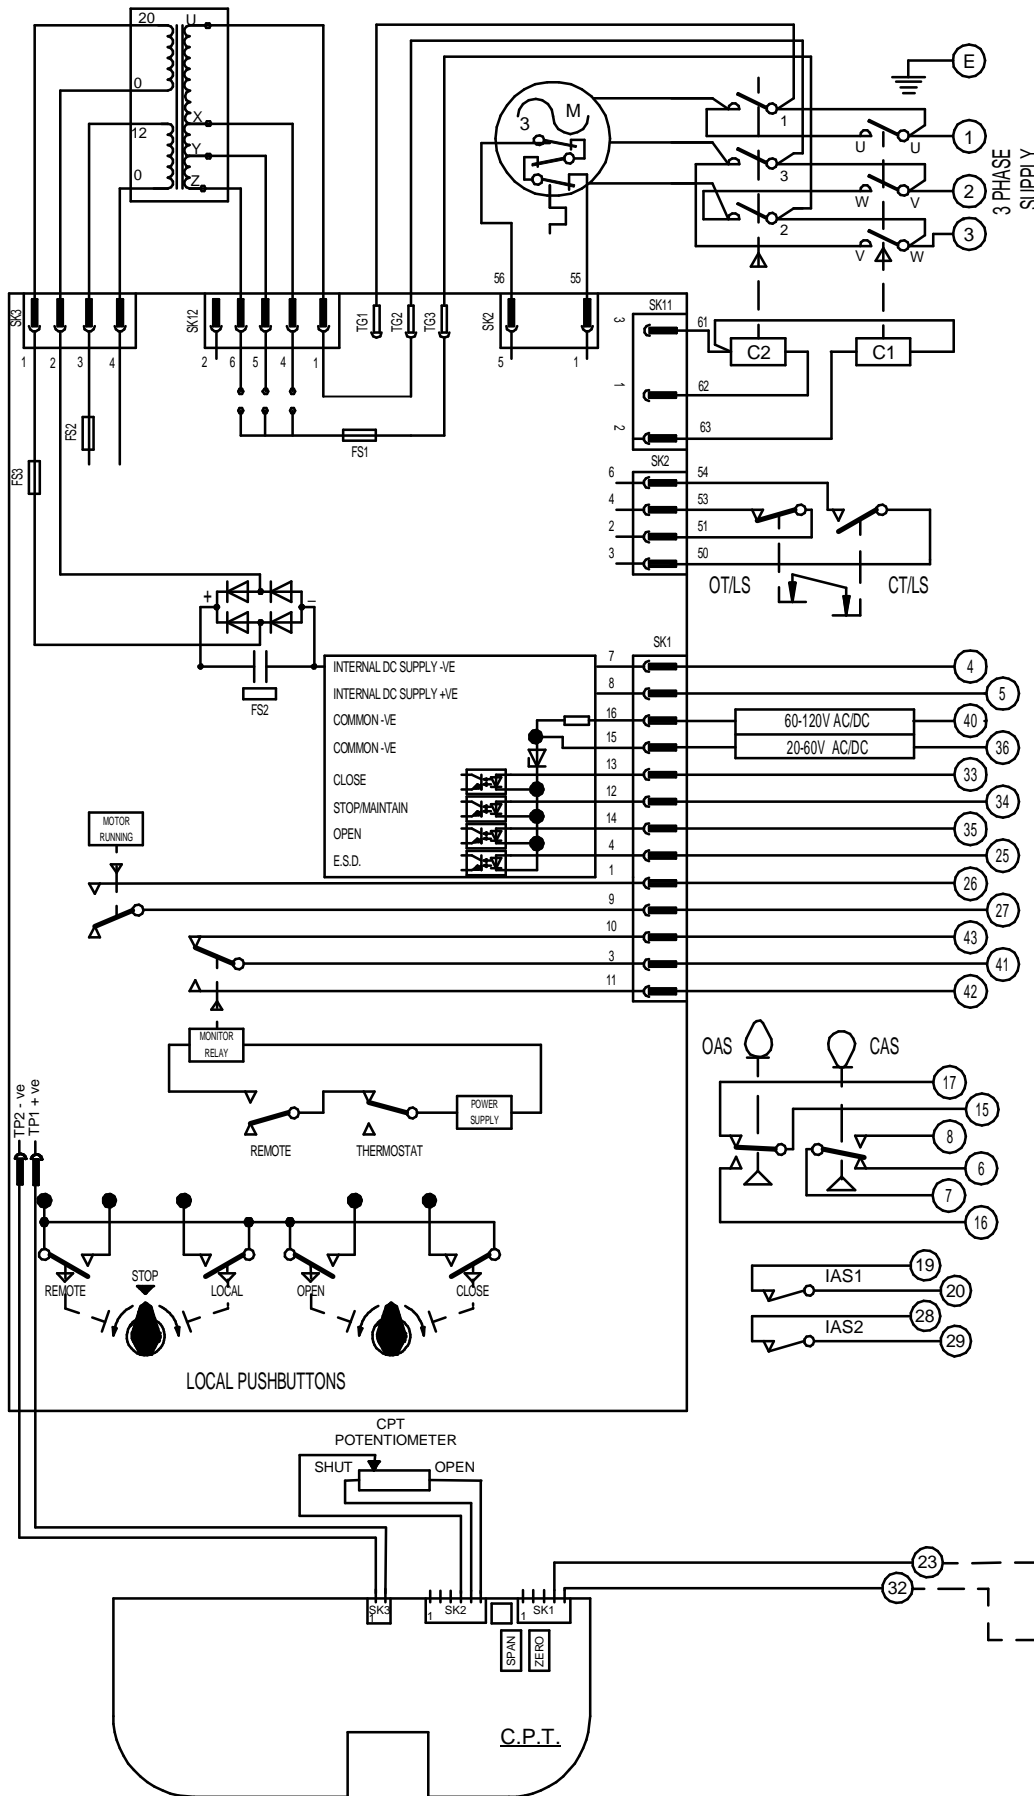 20
U
0
X
12
Y
0
Z
3
M
1
3
2
U
U
W
V
V
W
E
1
2
3
3 PHASE
SUPPLY
SK3
1
2
3
4
SK12
2
6
5
4
1
TG1
TG2
TG3
56
55
SK2
5
1
SK11
3
61
1
62
2
63
C2
C1
FS3
FS2
FS1
SK2
6
54
4
53
2
51
3
50
OT/LS
CT/LS
+
–
FS2
SK1
INTERNAL DC SUPPLY -VE
7
4
INTERNAL DC SUPPLY +VE
8
5
COMMON -VE
16
60-120V AC/DC
40
COMMON -VE
15
20-60V AC/DC
36
CLOSE
13
33
STOP/MAINTAIN
12
34
OPEN
14
35
E.S.D.
4
25
MOTOR
RUNNING
1
26
9
27
10
43
3
41
11
42
MONITOR
RELAY
REMOTE
THERMOSTAT
POWER
SUPPLY
OAS
CAS
17
15
8
6
7
16
TP2 - ve
TP1 + ve
REMOTE
STOP
LOCAL
OPEN
CLOSE
LOCAL PUSHBUTTONS
IAS1
19
20
IAS2
28
29
CPT
POTENTIOMETER
SHUT
OPEN
23
32
SK3
1
SK2
1
SK1
1
SPAN
ZERO
C.P.T.